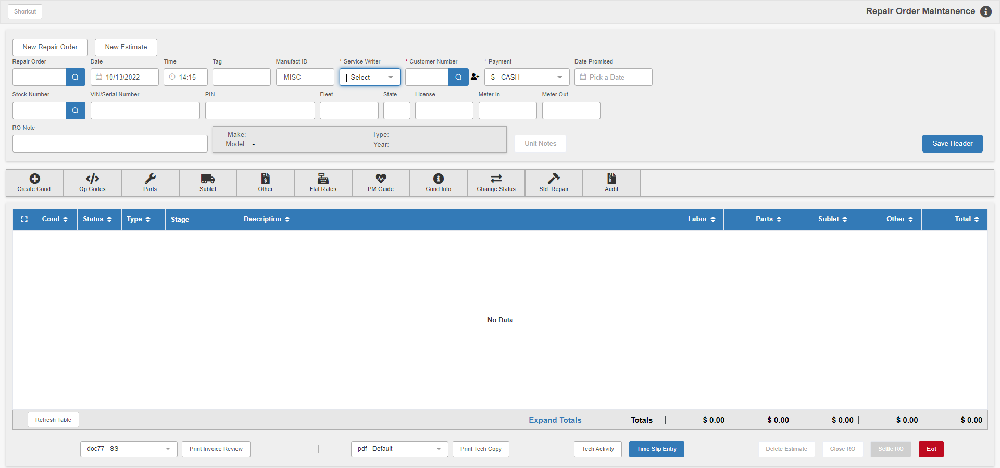 Shortcut
Repair Order Maintanence
New Repair Order New Estimate
Repair Order Date Time Tag Manufact ID * Service Writer * Customer Number * Payment Date Promised
10/13/2022 14:15 - MISC --Select-- $ - CASH Pick a Date
Stock Number VIN/Serial Number PIN Fleet State License Meter In Meter Out
RO Note
Make: - Type: -
Model: - Year: -
Unit Notes Save Header
Create Cond. Op Codes Parts Sublet Other Flat Rates PM Guide Cond Info Change Status Std. Repair Audit
Cond Status Type Stage Description Labor Parts Sublet Other Total
No Data
Refresh Table Expand Totals Totals $ 0.00 $ 0.00 $ 0.00 $ 0.00 $ 0.00
doc77 - SS Print Invoice Review pdf - Default Print Tech Copy Tech Activity Time Slip Entry Delete Estimate Close RO Settle RO Exit